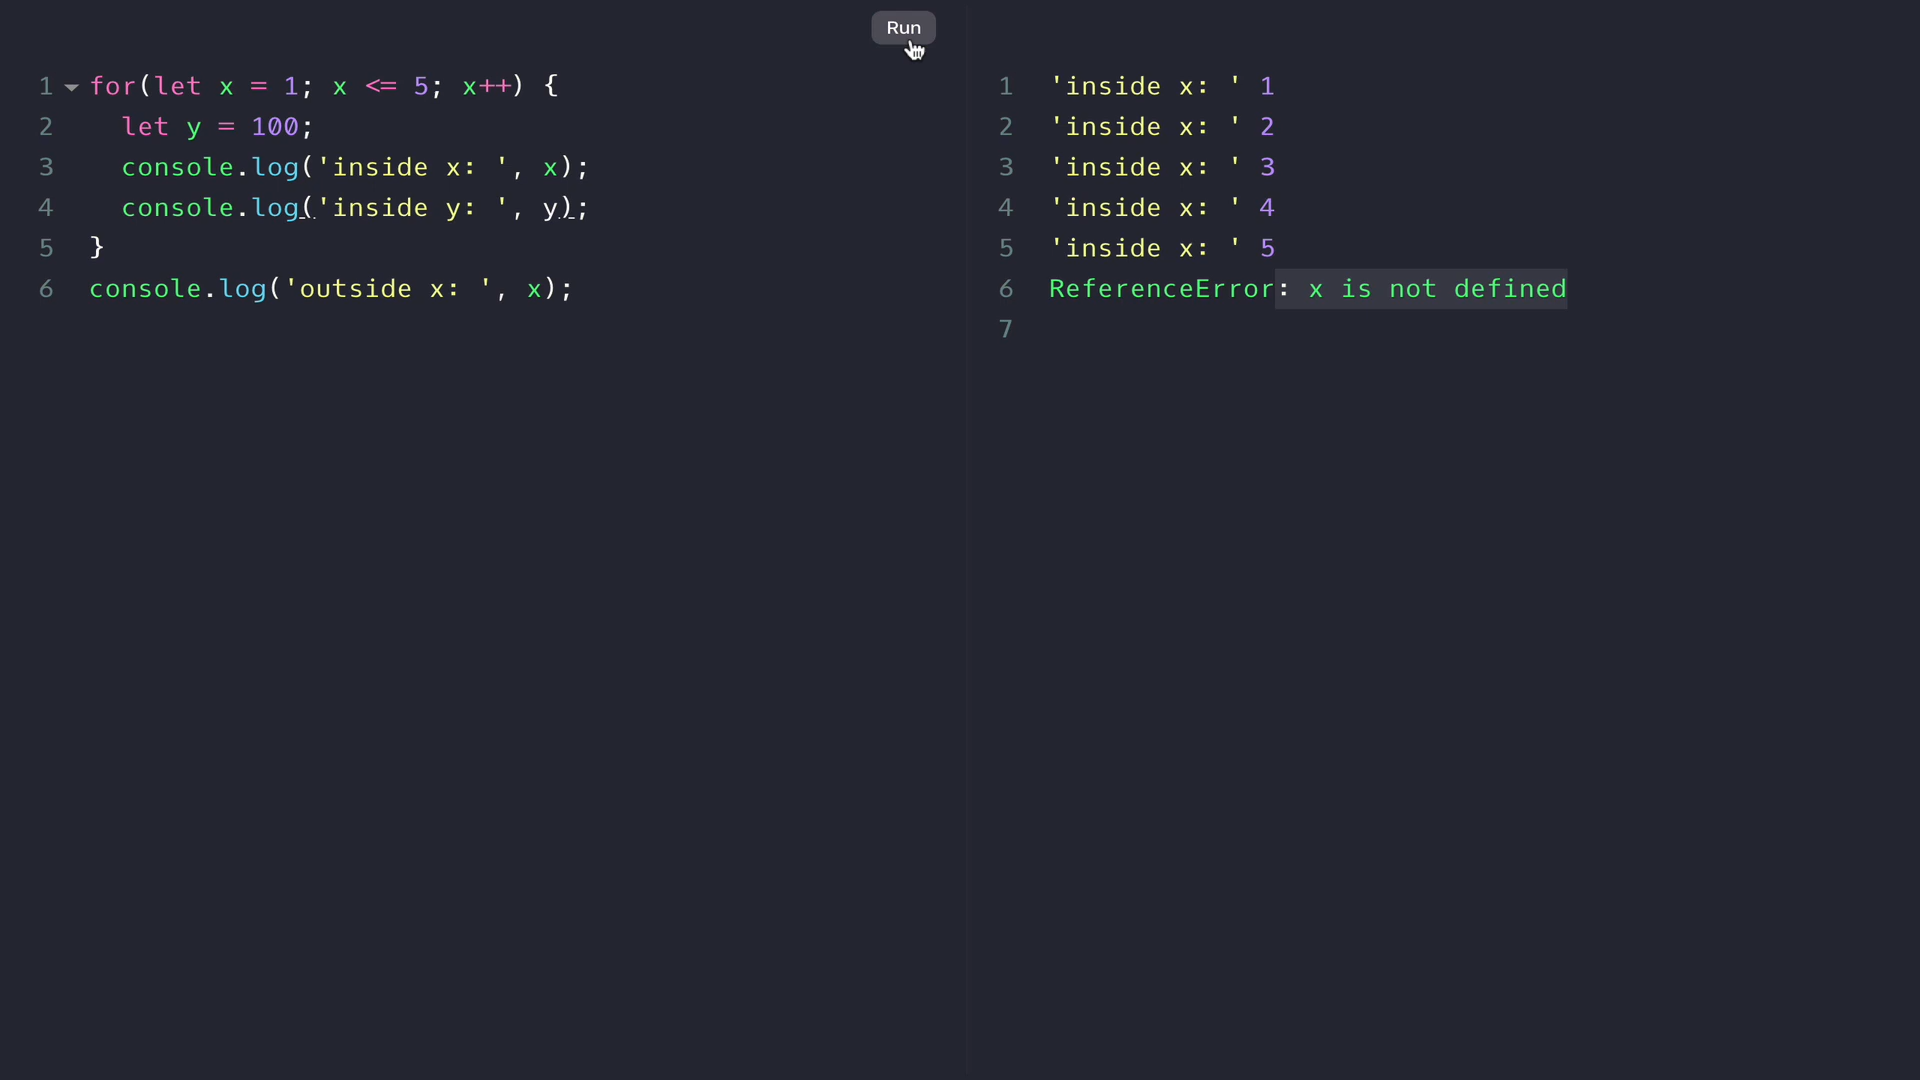 Run
1 for(let x = 1; x <= 5; x++) {
2 let y = 100;
3 console.log('inside x: ', x);
4 console.log('inside y: ', y);
5 }
6 console.log('outside x: ', x);
1 'inside x: ' 1
2 'inside x: ' 2
3 'inside x: ' 3
4 'inside x: ' 4
5 'inside x: ' 5
6 ReferenceError: x is not defined
7